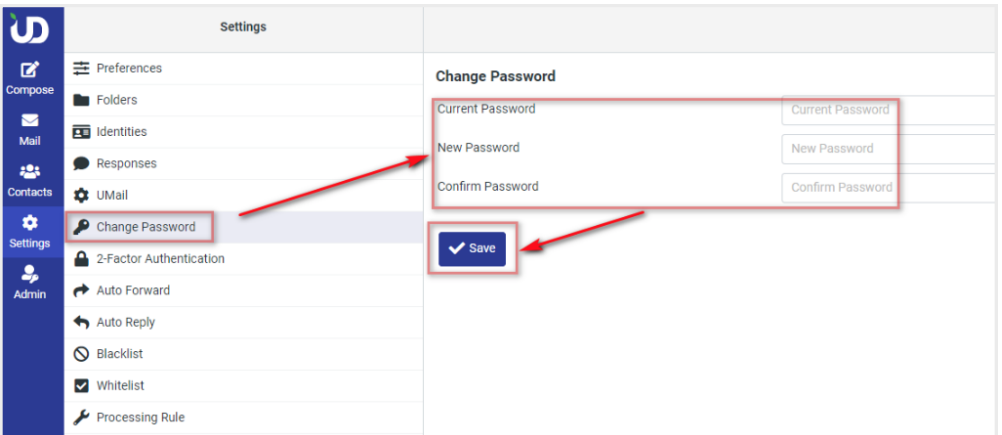 UD
Compose
Mail
Contacts
Settings
Admin
Settings
Preferences
Folders
Identities
Responses
UMail
Change Password
2-Factor Authentication
Auto Forward
Auto Reply
Blacklist
Whitelist
Processing Rule
Change Password
Current Password
Current Password
New Password
New Password
Confirm Password
Confirm Password
Save